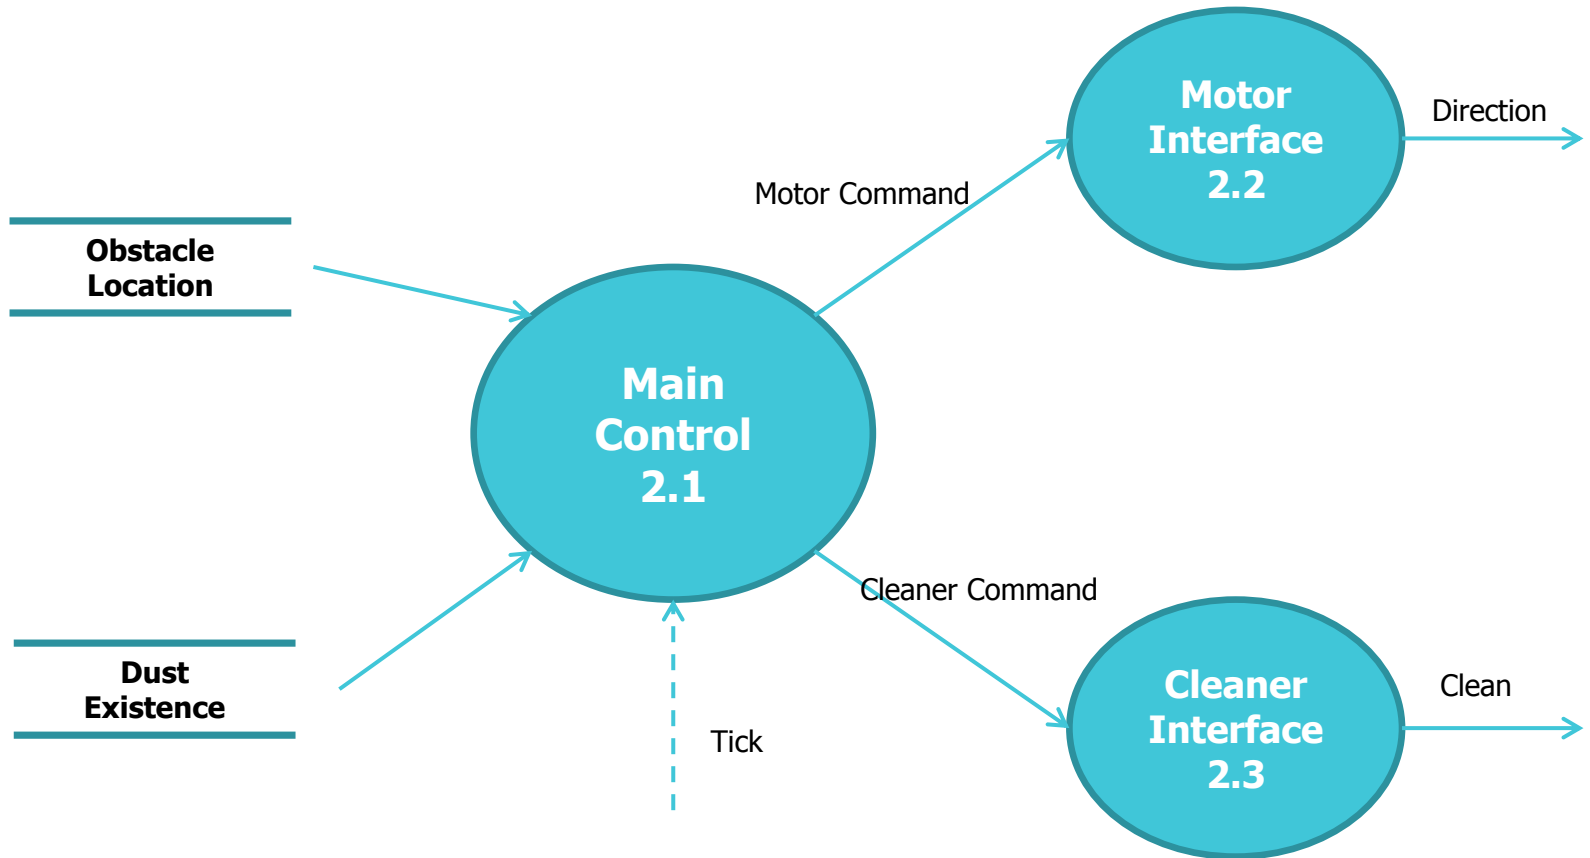 Motor
Interface
2.2
Direction
Motor Command
Obstacle
Location
Main
Control
2.1
Cleaner Command
Dust
Existence
Tick
Cleaner
Interface
2.3
Clean